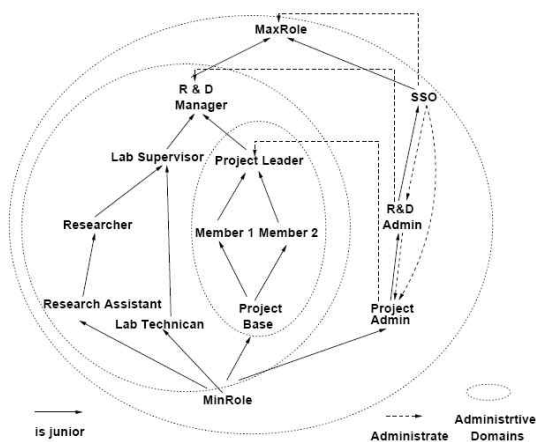 MaxRole
R & D
Manager
SSO
Lab Supervisor
Project Leader
Researcher
Member 1 Member 2
R&D
Admin
Research Assistant
Lab Technican
Project
Base
Project
Admin
MinRole
is junior
Administrate
Administrtive
Domains